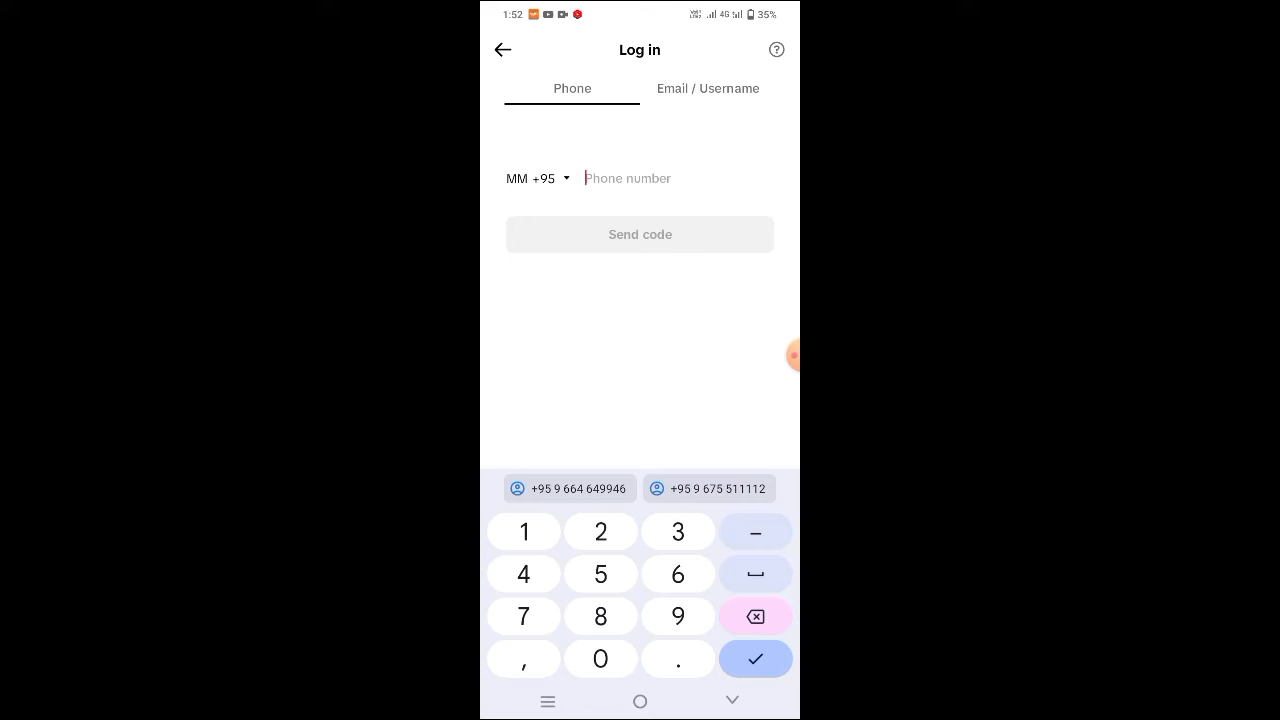 1:52 4G 35%
Log in
Phone Email / Username
MM +95 Phone number
Send code
+95 9 664 649946 +95 9 675 511112
1 2 3 –
4 5 6
7 8 9
, 0 .